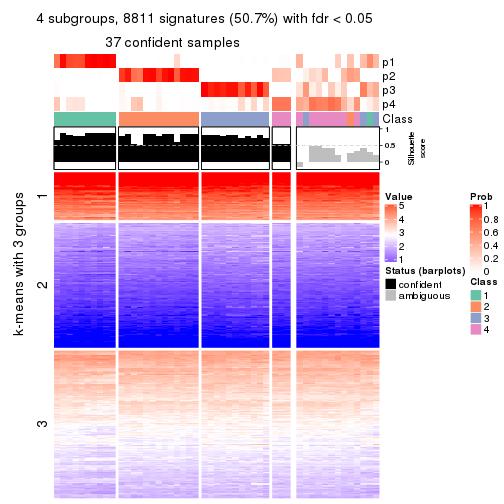 4 subgroups, 8811 signatures (50.7%) with fdr < 0.05
37 confident samples
p1
p2
p3
p4
Class
1
0.5
0
Silhouette
score
k-means with 3 groups
1
2
3
Value
5
4
3
2
1
Status (barplots)
confident
ambiguous
Prob
1
0.8
0.6
0.4
0.2
0
Class
1
2
3
4